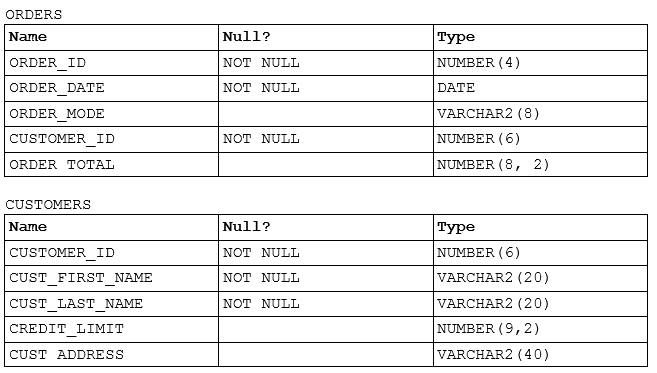 ORDERS
Name Null? Type
ORDER_ID NOT NULL NUMBER(4)
ORDER_DATE NOT NULL DATE
ORDER_MODE VARCHAR2(8)
CUSTOMER_ID NOT NULL NUMBER(6)
ORDER TOTAL NUMBER(8, 2)
CUSTOMERS
Name Null? Type
CUSTOMER_ID NOT NULL NUMBER(6)
CUST_FIRST_NAME NOT NULL VARCHAR2(20)
CUST_LAST_NAME NOT NULL VARCHAR2(20)
CREDIT_LIMIT NUMBER(9,2)
CUST ADDRESS VARCHAR2(40)